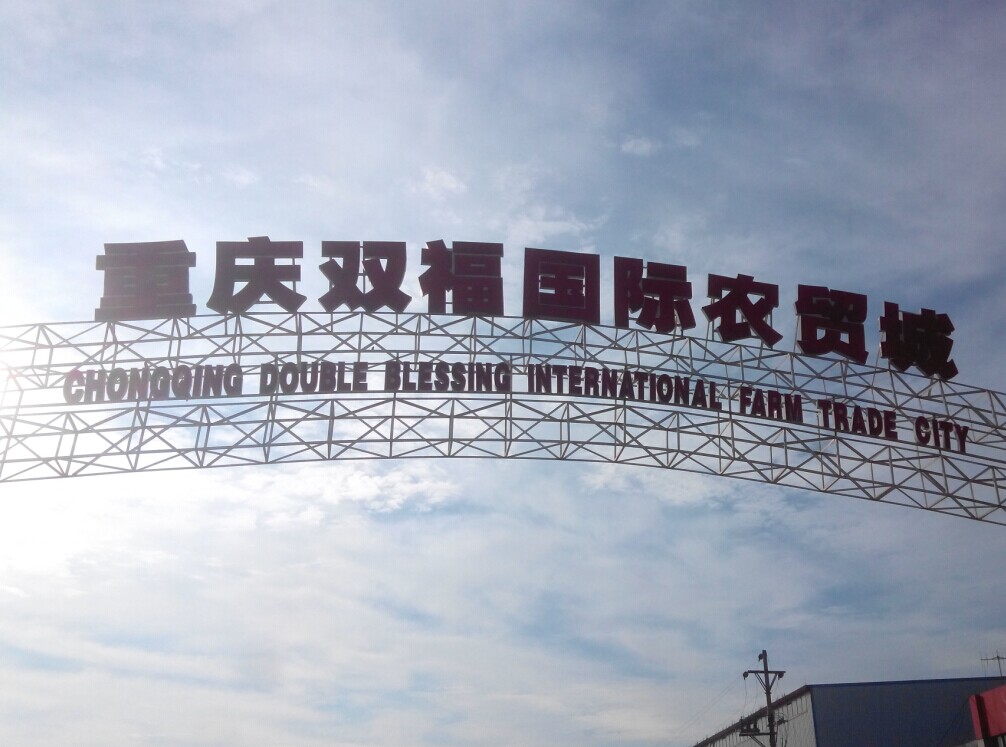 重庆双福国际农贸城
CHONGQING DOUBLE BLESSING INTERNATIONAL FARM TRADE CITY